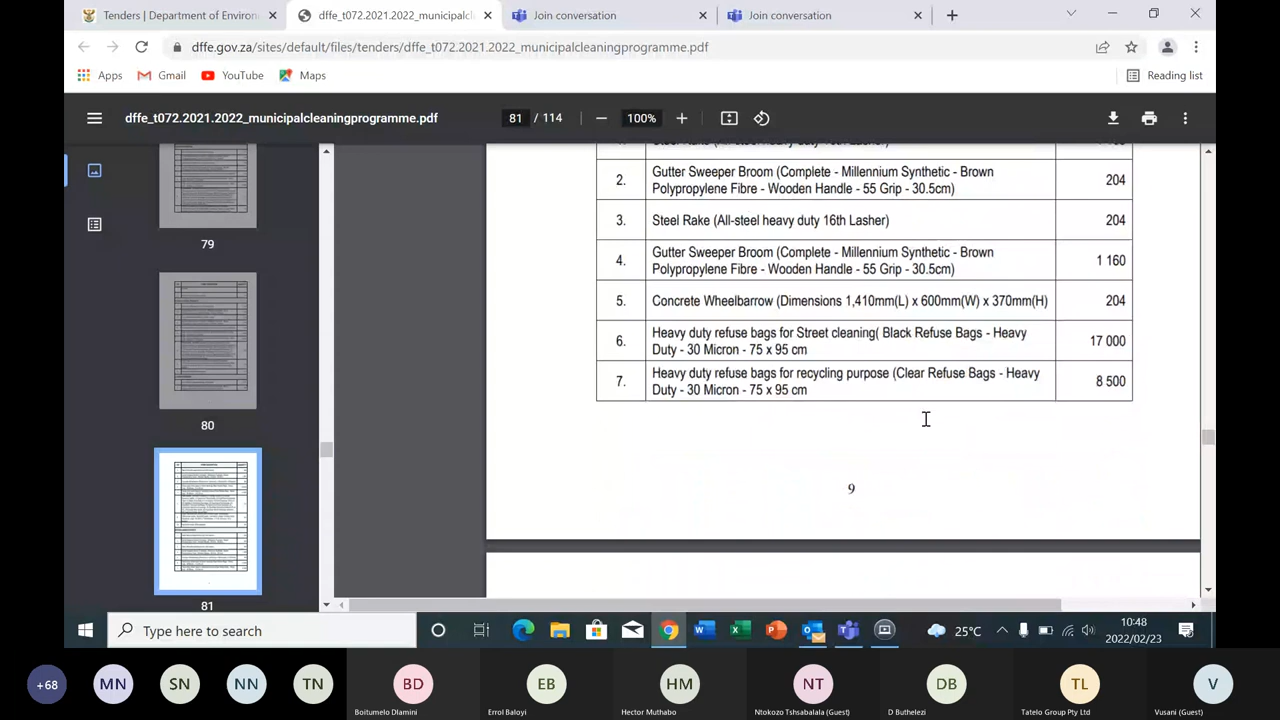 Tenders | Department of Environ
dffe_t072.2021.2022_municipalcl
Join conversation
Join conversation
dffe.gov.za/sites/default/files/tenders/dffe_t072.2021.2022_municipalcleaningprogramme.pdf
Apps
Gmail
YouTube
Maps
Reading list
dffe_t072.2021.2022_municipalcleaningprogramme.pdf
81 / 114
100%
79
80
81
2.
Gutter Sweeper Broom (Complete - Millennium Synthetic - Brown
Polypropylene Fibre - Wooden Handle - 55 Grip - 30.5cm)
204
3.
Steel Rake (All-steel heavy duty 16th Lasher)
204
4.
Gutter Sweeper Broom (Complete - Millennium Synthetic - Brown
Polypropylene Fibre - Wooden Handle - 55 Grip - 30.5cm)
1 160
5.
Concrete Wheelbarrow (Dimensions 1,410mm(L) x 600mm(W) x 370mm(H)
204
6.
Heavy duty refuse bags for Street cleaning( Black Refuse Bags - Heavy
Duty - 30 Micron - 75 x 95 cm
17 000
7.
Heavy duty refuse bags for recycling purpose (Clear Refuse Bags - Heavy
Duty - 30 Micron - 75 x 95 cm
8 500
9
Type here to search
25°C
10:48
2022/02/23
+68
MN
SN
NN
TN
BD
EB
HM
NT
DB
TL
V
Boitumelo Dlamini
Errol Baloyi
Hector Muthabo
Ntokozo Tshsabalala (Guest)
D Buthelezi
Tatelo Group Pty Ltd
Vusani (Guest)